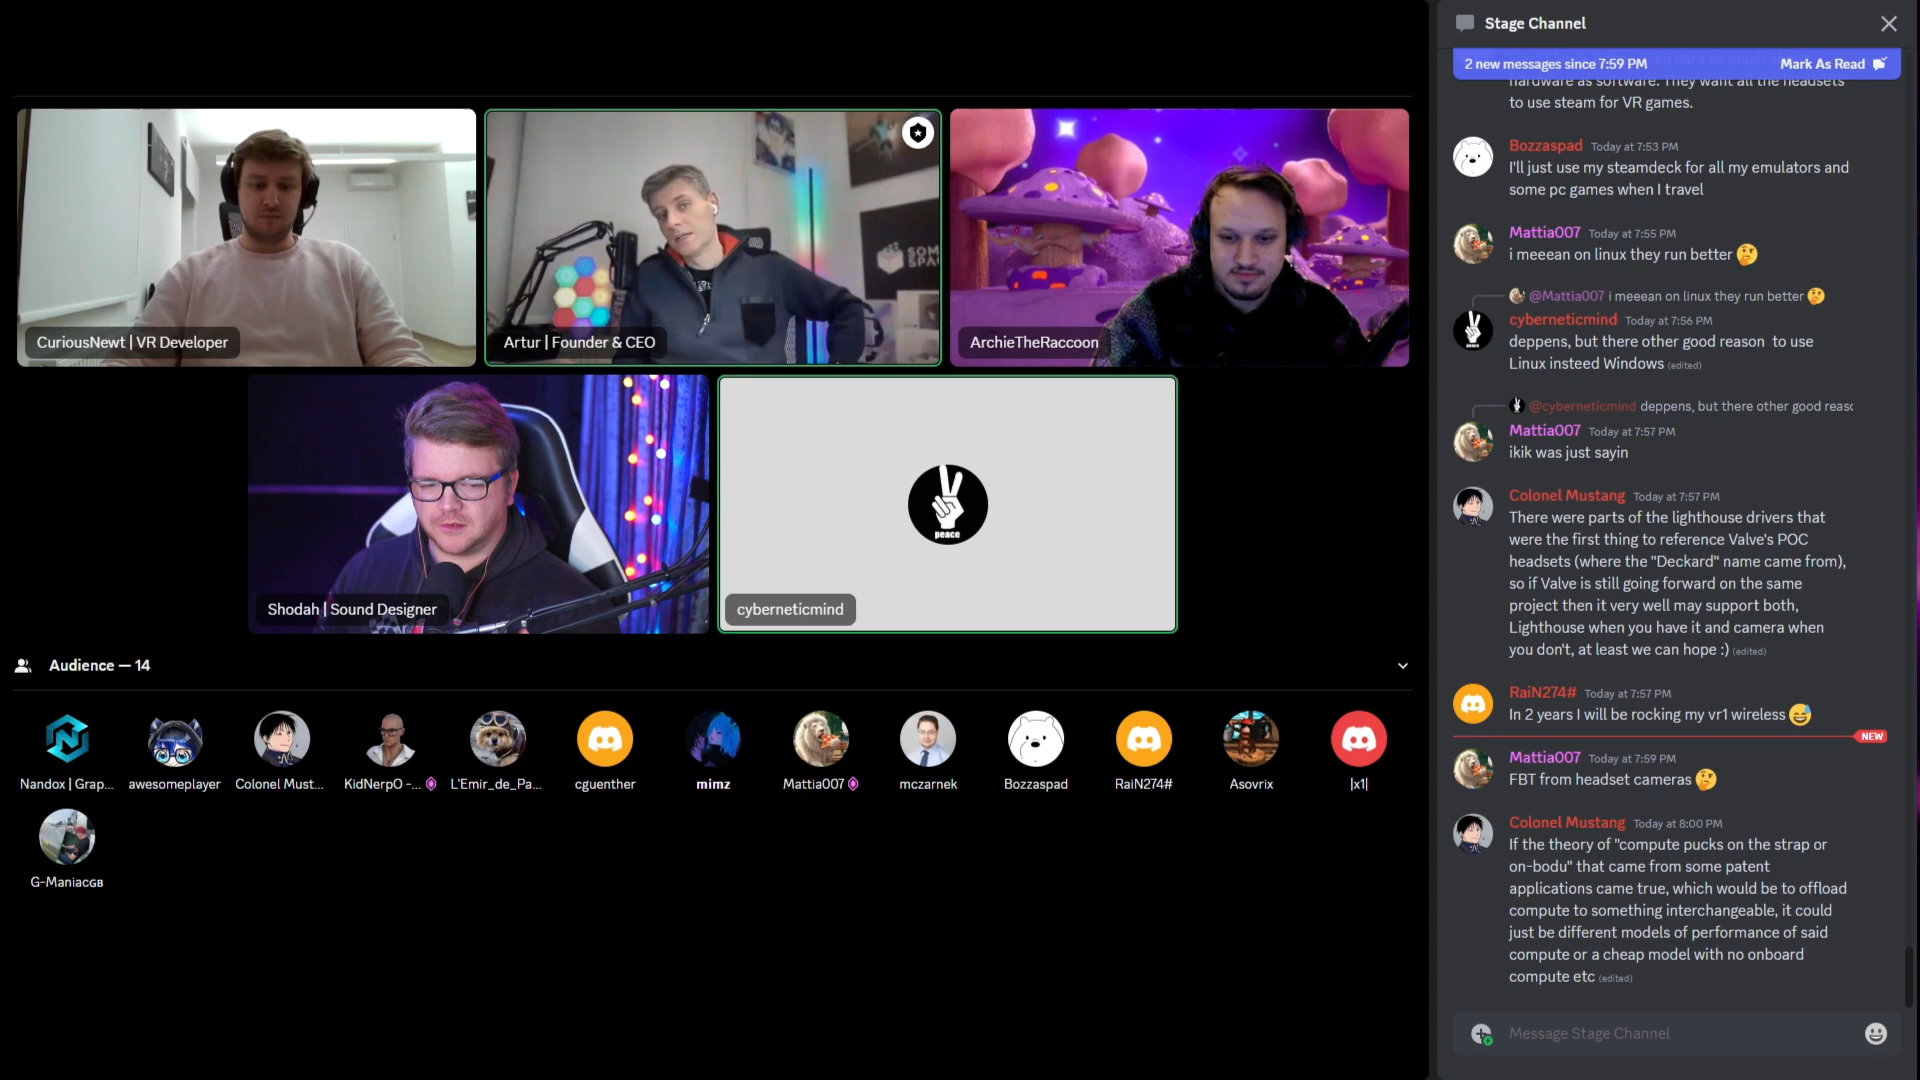 CuriousNewt | VR Developer
Artur | Founder & CEO
ArchieTheRaccoon
Shodah | Sound Designer
peace
cyberneticmind
Audience — 14
Nandox | Grap...
awesomeplayer
Colonel Must...
KidNerpO -...
L'Emir_de_Pa...
cguenther
mimz
Mattia007
mczarnek
Bozzaspad
RaiN274#
Asovrix
|x1|
G-ManiacGB
Stage Channel
2 new messages since 7:59 PM
Mark As Read
hardware as software. They want all the headsets
to use steam for VR games.
Bozzaspad Today at 7:53 PM
I'll just use my steamdeck for all my emulators and
some pc games when I travel
Mattia007 Today at 7:55 PM
i meeean on linux they run better 🤔
@Mattia007 i meeean on linux they run better 🤔
cyberneticmind Today at 7:56 PM
deppens, but there other good reason to use
Linux insteed Windows (edited)
@cyberneticmind deppens, but there other good reasc
Mattia007 Today at 7:57 PM
ikik was just sayin
Colonel Mustang Today at 7:57 PM
There were parts of the lighthouse drivers that
were the first thing to reference Valve's POC
headsets (where the "Deckard" name came from),
so if Valve is still going forward on the same
project then it very well may support both,
Lighthouse when you have it and camera when
you don't, at least we can hope :) (edited)
RaiN274# Today at 7:57 PM
In 2 years I will be rocking my vr1 wireless 😅
NEW
Mattia007 Today at 7:59 PM
FBT from headset cameras 🤔
Colonel Mustang Today at 8:00 PM
If the theory of "compute pucks on the strap or
on-bodu" that came from some patent
applications came true, which would be to offload
compute to something interchangeable, it could
just be different models of performance of said
compute or a cheap model with no onboard
compute etc (edited)
Message Stage Channel